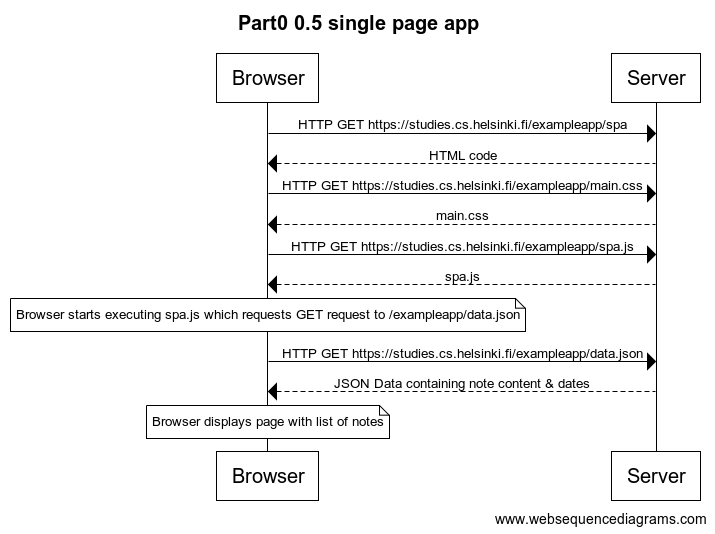 Part0 0.5 single page app
Browser
Server
HTTP GET https://studies.cs.helsinki.fi/exampleapp/spa
HTML code
HTTP GET https://studies.cs.helsinki.fi/exampleapp/main.css
main.css
HTTP GET https://studies.cs.helsinki.fi/exampleapp/spa.js
spa.js
Browser starts executing spa.js which requests GET request to /exampleapp/data.json
HTTP GET https://studies.cs.helsinki.fi/exampleapp/data.json
JSON Data containing note content & dates
Browser displays page with list of notes
Browser
Server
www.websequencediagrams.com